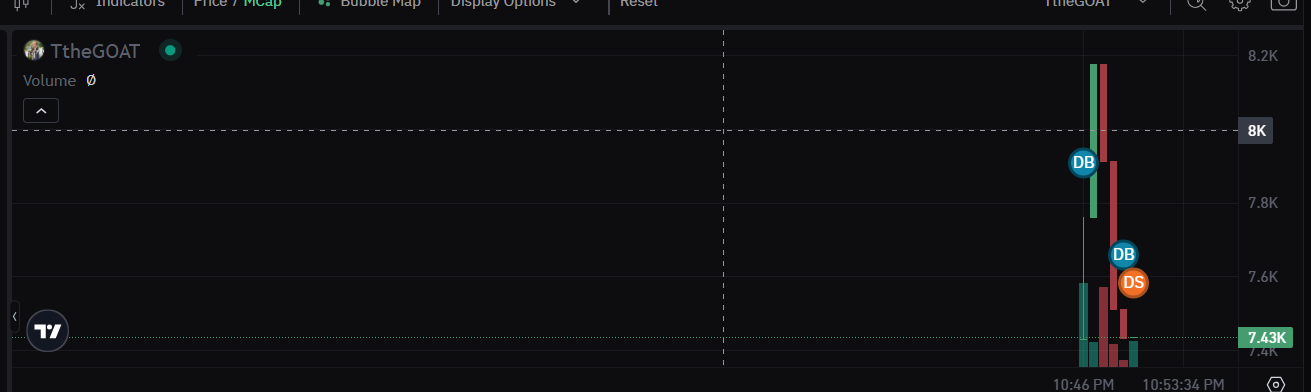 Indicators Price / MCap Bubble Map Display Options Reset TtheGOAT
TtheGOAT
Volume Ø
8.2K
8K
DB
7.8K
DB
7.6K
DS
7.43K
7.4K
10:46 PM 10:53:34 PM